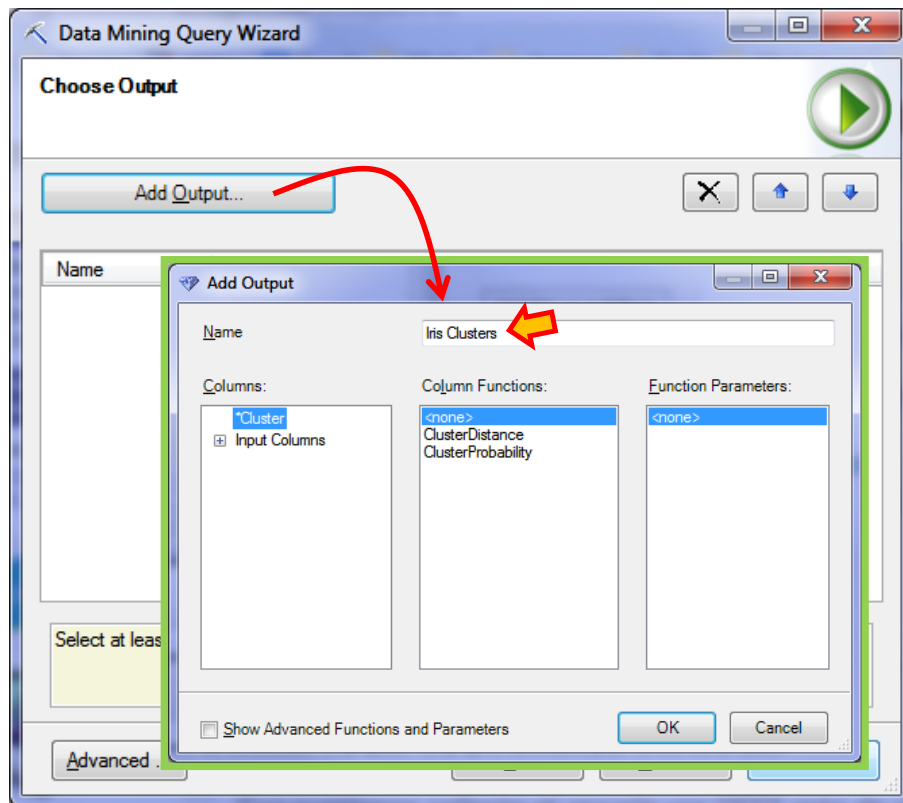 Data Mining Query Wizard
Choose Output
Add Output...
Name
Add Output
Name
Iris Clusters
Columns:
Column Functions:
Function Parameters:
*Cluster
Input Columns
<none>
ClusterDistance
ClusterProbability
<none>
Select at leas
Show Advanced Functions and Parameters
OK
Cancel
Advanced .